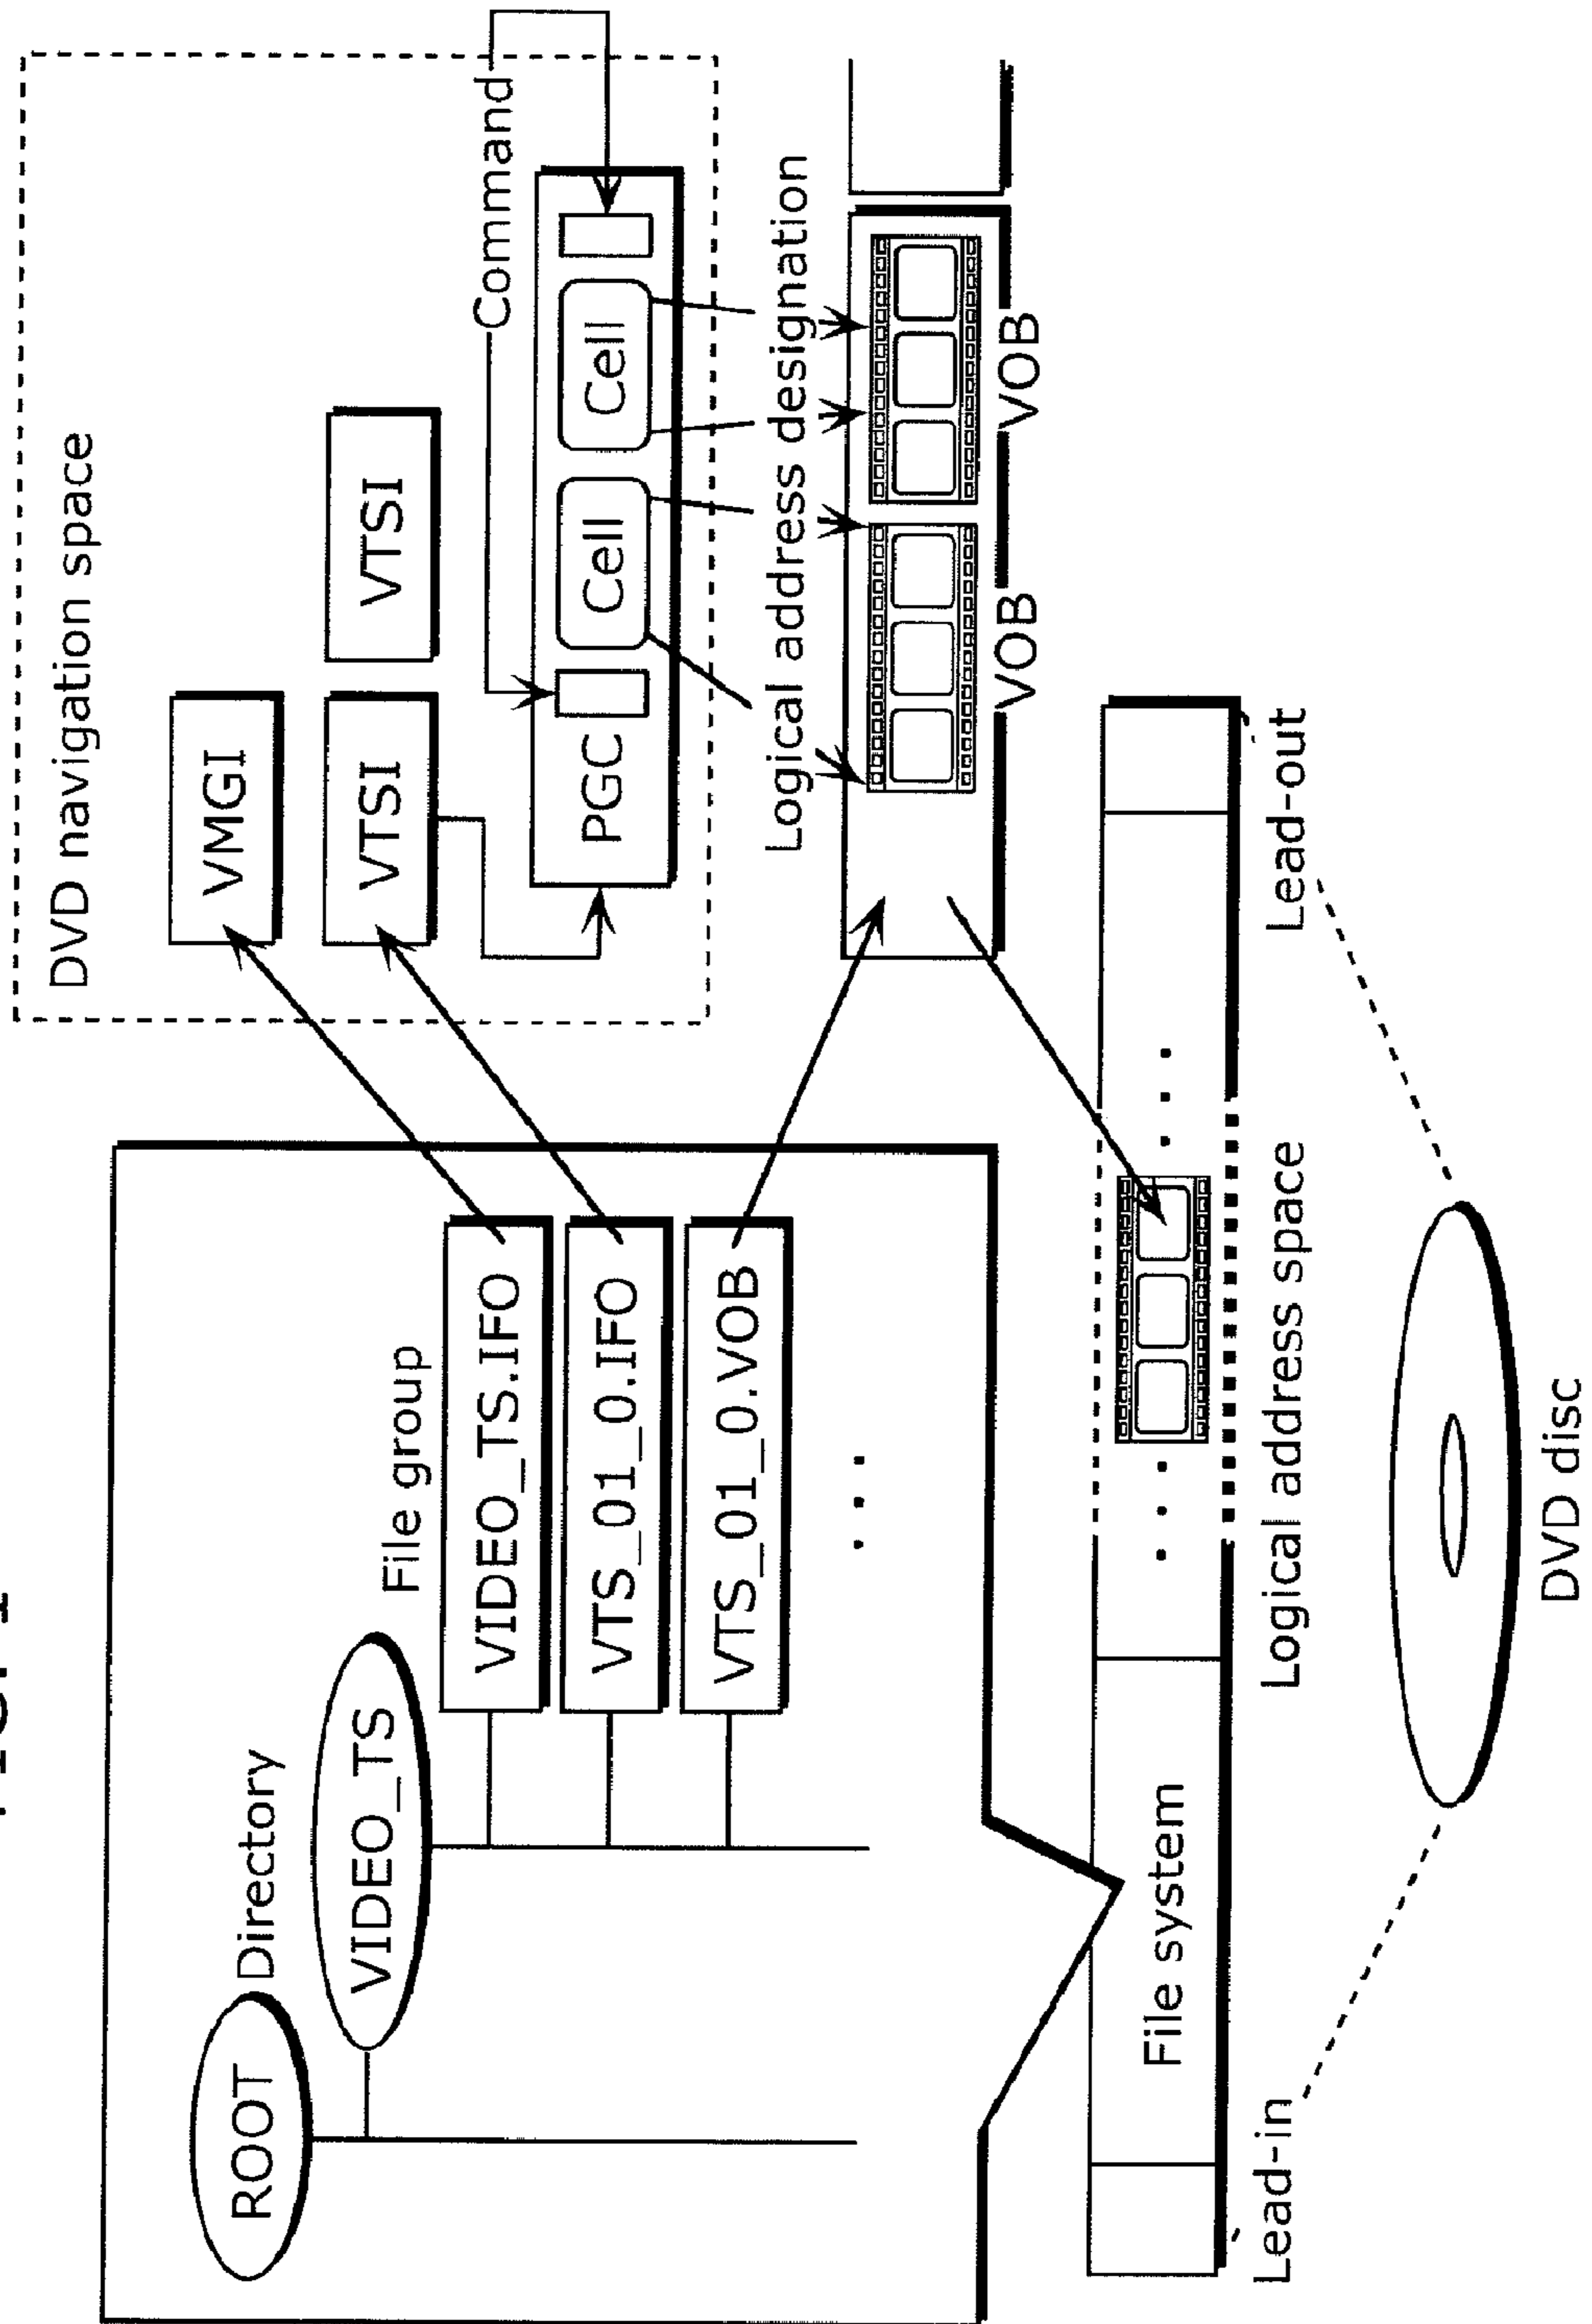 DVD navigation space
VMGI
VTSI
VTSI
Command
PGC
Cell
Cell
Logical address designation
VOB
VOB
ROOT
Directory
VIDEO_TS
File group
VIDEO_TS.IFO
VTS_01_0.IFO
VTS_01_0.VOB
. . .
File system
. . .
. . .
Lead-in
Logical address space
Lead-out
DVD disc